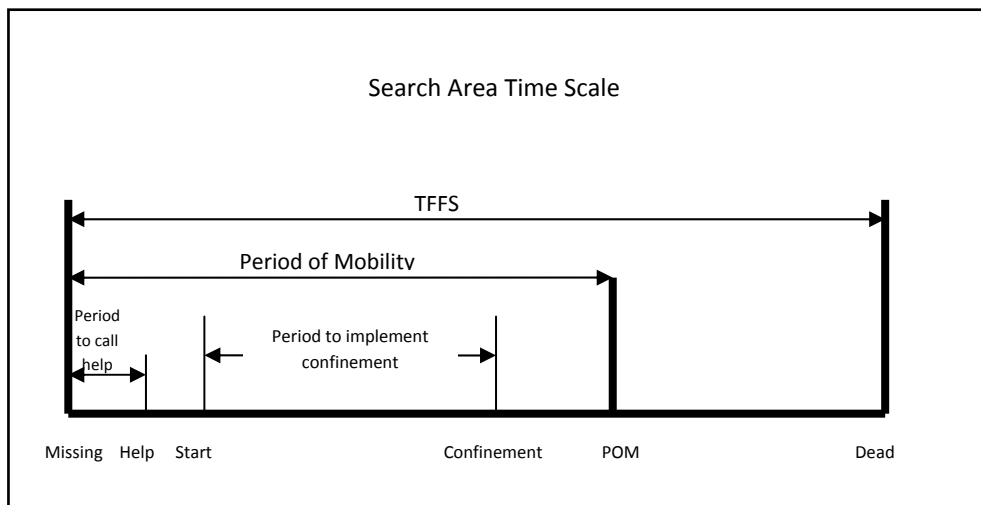 Search Area Time Scale
TFFS
Period of Mobility
Period
to call
help
Period to implement
confinement
Missing Help Start Confinement POM Dead